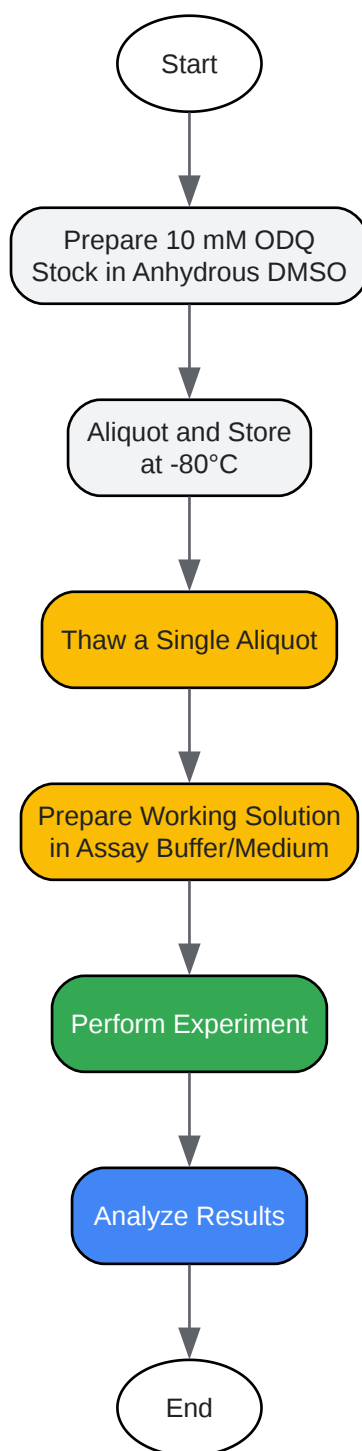 Start
Prepare 10 mM ODQ
Stock in Anhydrous DMSO
Aliquot and Store
at -80°C
Thaw a Single Aliquot
Prepare Working Solution
in Assay Buffer/Medium
Perform Experiment
Analyze Results
End